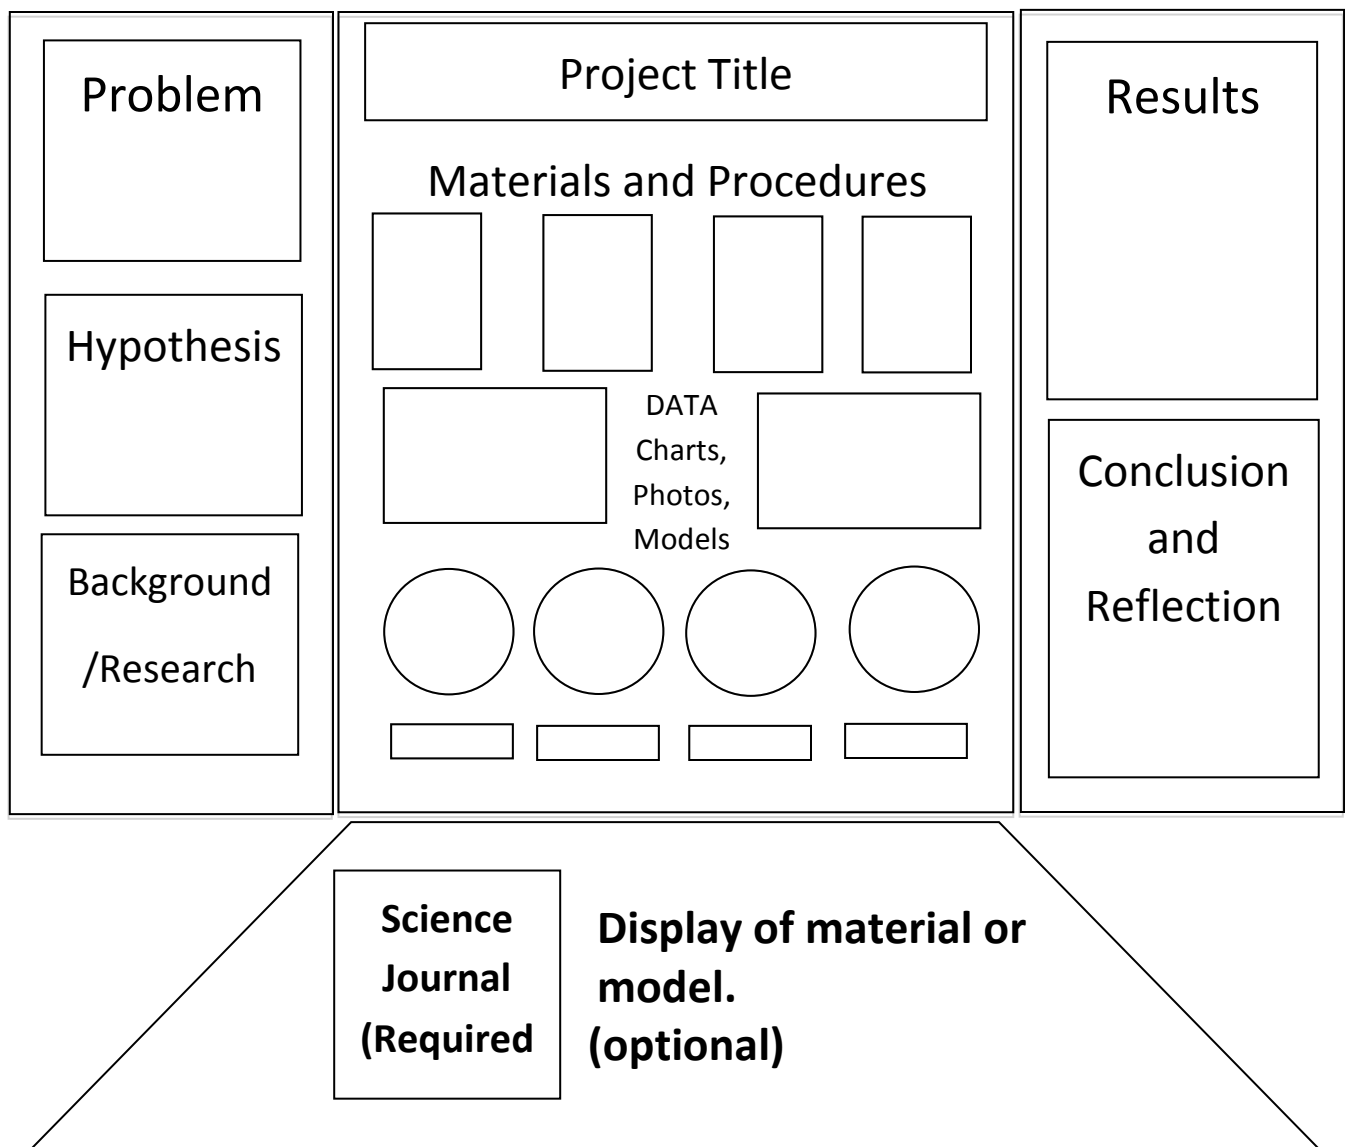 Problem
Hypothesis
Background
/Research
Project Title
Materials and Procedures
DATA
Charts,
Photos,
Models
Results
Conclusion
and
Reflection
Science
Journal
(Required
Display of material or
model.
(optional)